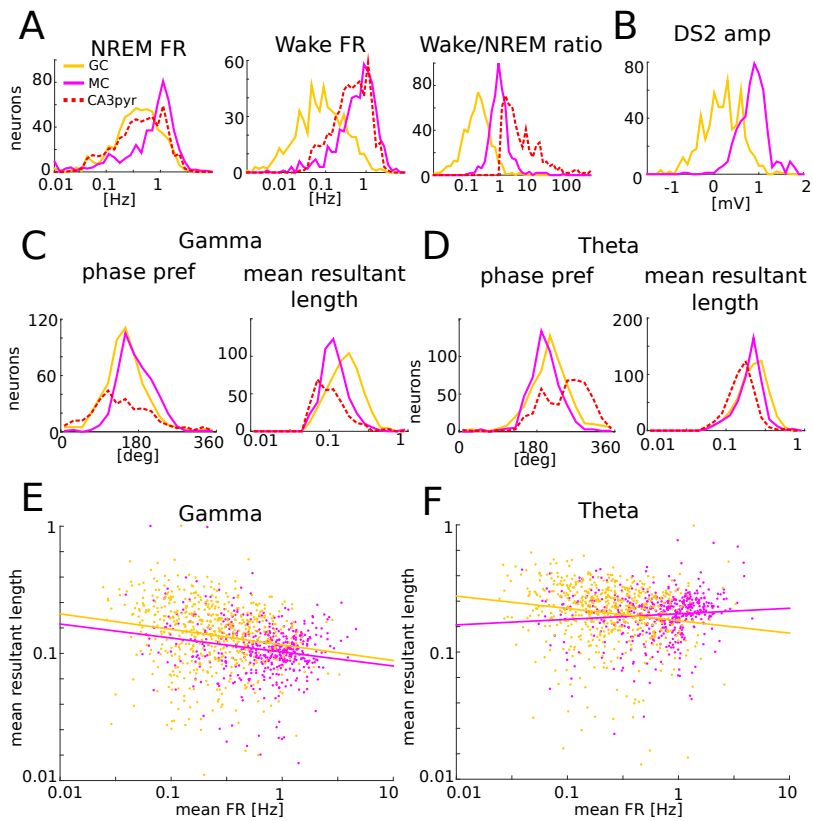 A
NREM FR
Wake FR
Wake/NREM ratio
B
DS2 amp
GC
MC
CA3pyr
neurons
80
40
0
0.01 0.1 1
[Hz]
60
30
0
0.01 0.1 1
[Hz]
80
40
0
0.1 1 10 100
80
40
0
-1 0 1 2
[mV]
C
Gamma
phase pref
mean resultant
length
D
Theta
phase pref
mean resultant
length
neurons
120
60
0
0 180 360
[deg]
100
50
0
0.01 0.1 1
neurons
100
50
0
0 180 360
[deg]
200
100
0
0.01 0.1 1
E
Gamma
mean resultant length
1
0.1
0.01
0.01 0.1 1 10
mean FR [Hz]
F
Theta
mean resultant length
1
0.1
0.01
0.01 0.1 1 10
mean FR [Hz]